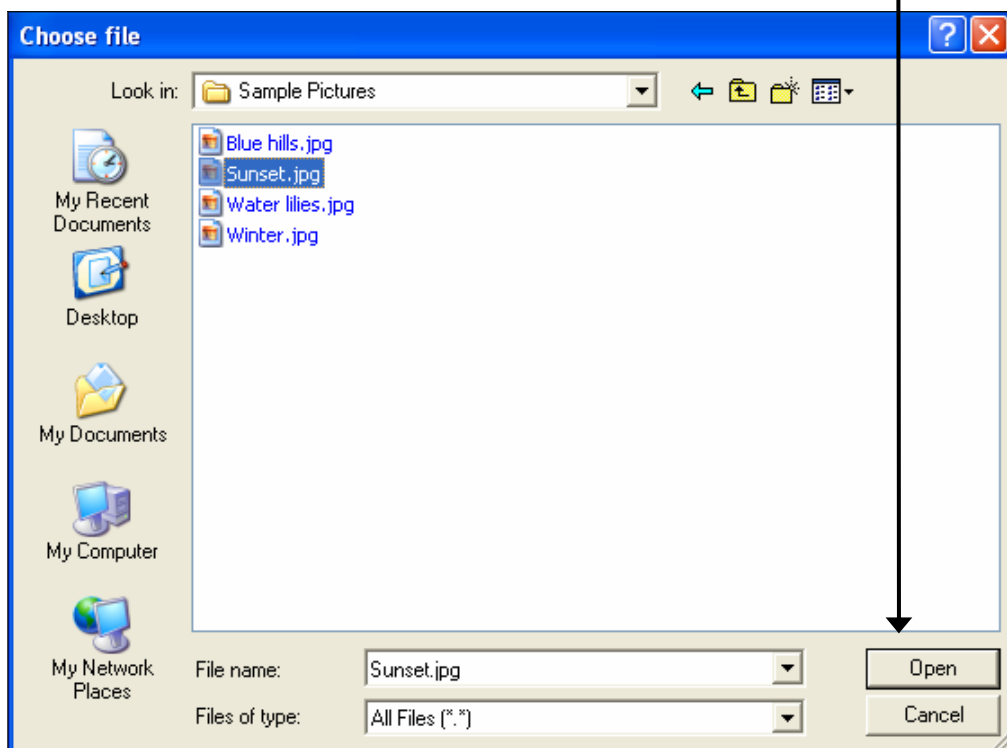 Choose file
Look in:
Sample Pictures
Blue hills.jpg
Sunset.jpg
Water lilies.jpg
Winter.jpg
My Recent
Documents
Desktop
My Documents
My Computer
My Network
Places
File name:
Sunset.jpg
Open
Files of type:
All Files (*.*)
Cancel